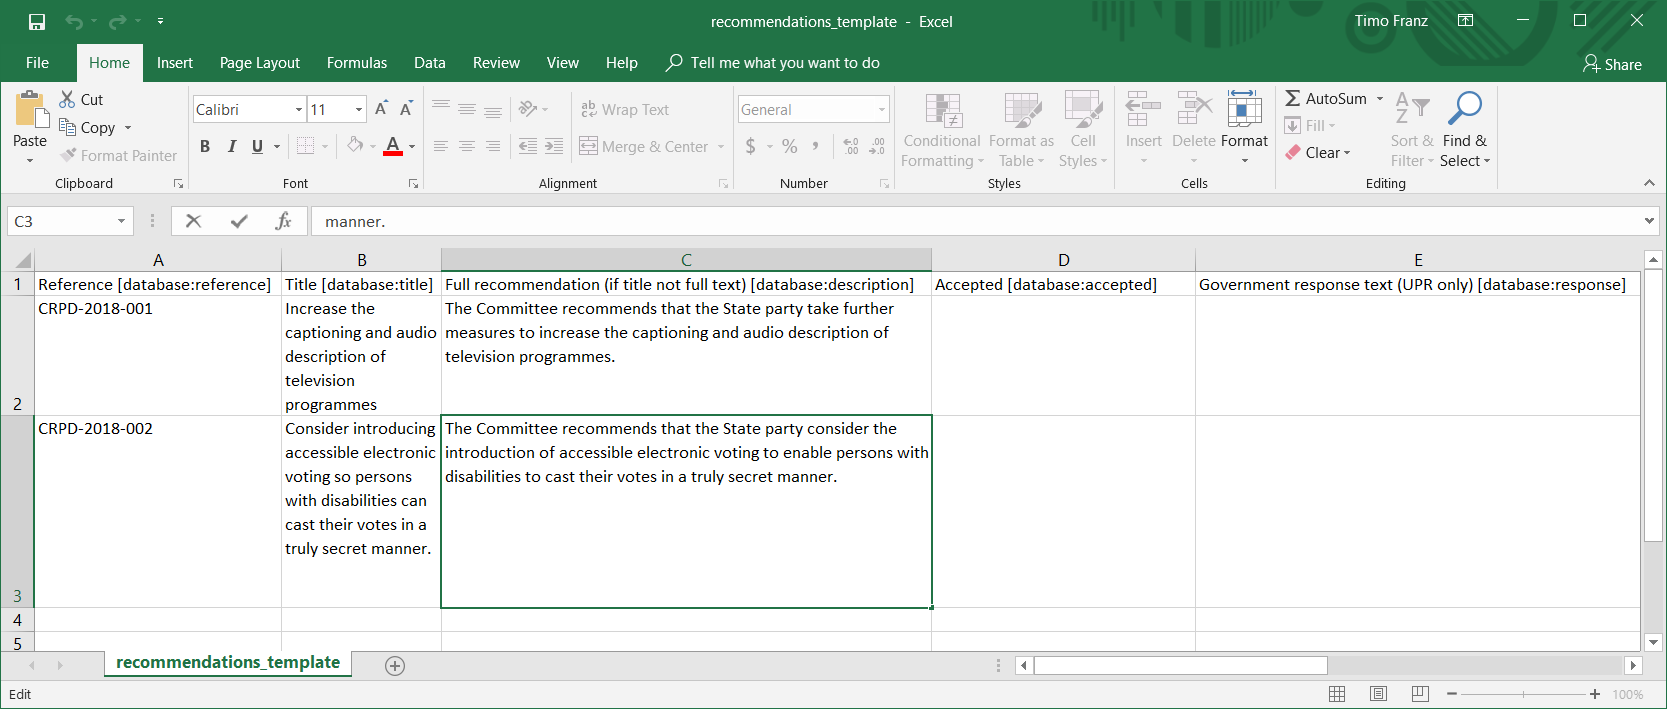 recommendations_template - Excel
Timo Franz
File Home Insert Page Layout Formulas Data Review View Help Tell me what you want to do Share
Paste
Cut
Copy
Format Painter
Clipboard
Calibri 11 A A
B I U A
Font
ab Wrap Text
Merge & Center
Alignment
General
$ % , .00 .00
Number
Conditional Formatting
Format as Table
Cell Styles
Styles
Insert Delete Format
Cells
AutoSum
Fill
Clear
Sort & Filter
Find & Select
Editing
C3 fx manner.
A B C D E
1 Reference [database:reference] Title [database:title] Full recommendation (if title not full text) [database:description] Accepted [database:accepted] Government response text (UPR only) [database:response]
2 CRPD-2018-001
Increase the
captioning and audio
description of
television
programmes
The Committee recommends that the State party take further
measures to increase the captioning and audio description of
television programmes.
3 CRPD-2018-002
Consider introducing
accessible electronic
voting so persons
with disabilities can
cast their votes in a
truly secret manner.
The Committee recommends that the State party consider the
introduction of accessible electronic voting to enable persons with
disabilities to cast their votes in a truly secret manner.
4
5
recommendations_template
Edit
100%